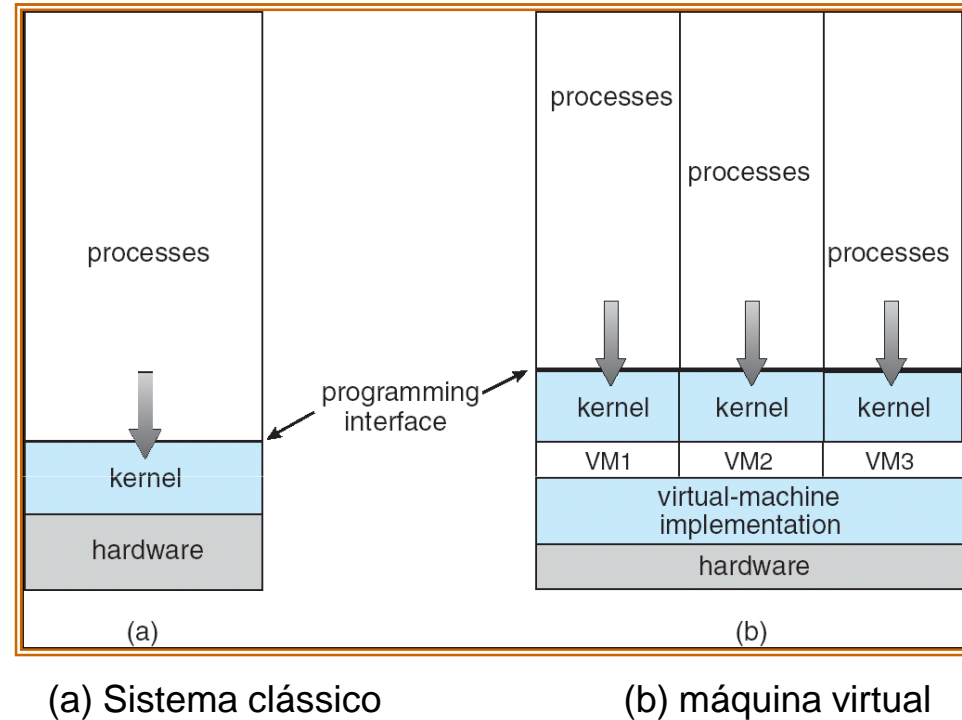 processes
kernel
hardware
(a)
programming
interface
processes
processes
processes
kernel
kernel
kernel
VM1
VM2
VM3
virtual-machine
implementation
hardware
(b)
(a) Sistema clássico
(b) máquina virtual